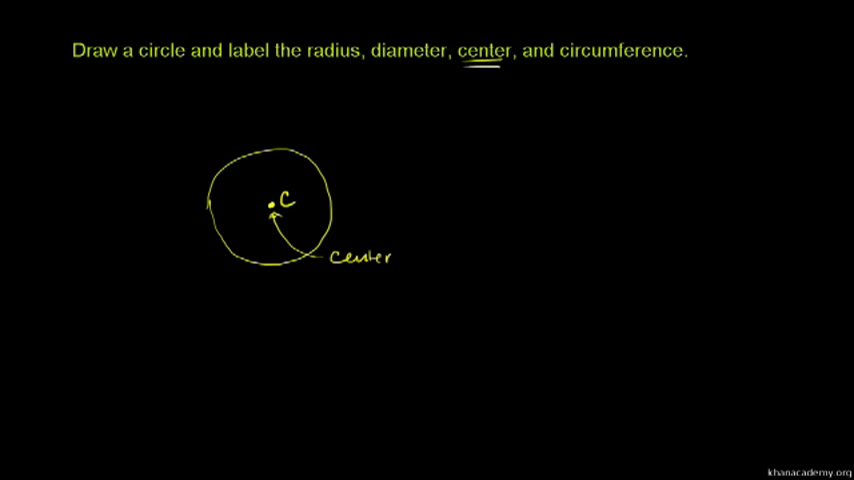 Draw a circle and label the radius, diameter, center, and circumference.
C
center
khanacademy.org